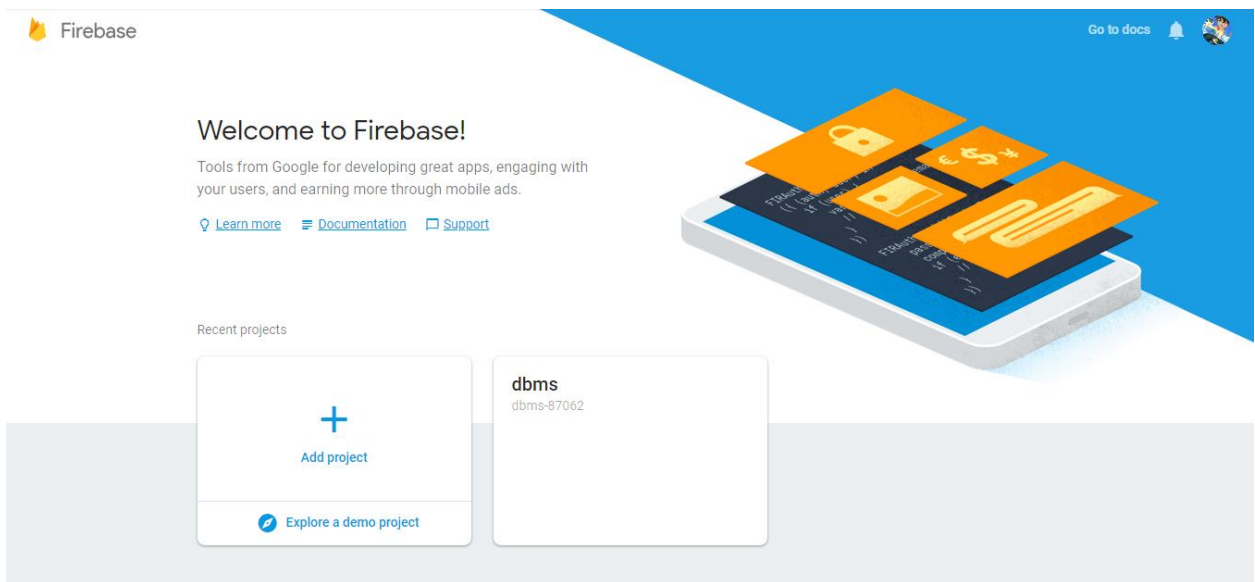 Firebase
Go to docs
Welcome to Firebase!
Tools from Google for developing great apps, engaging with
your users, and earning more through mobile ads.
Learn more Documentation Support
Recent projects
Add project
Explore a demo project
dbms
dbms-87062